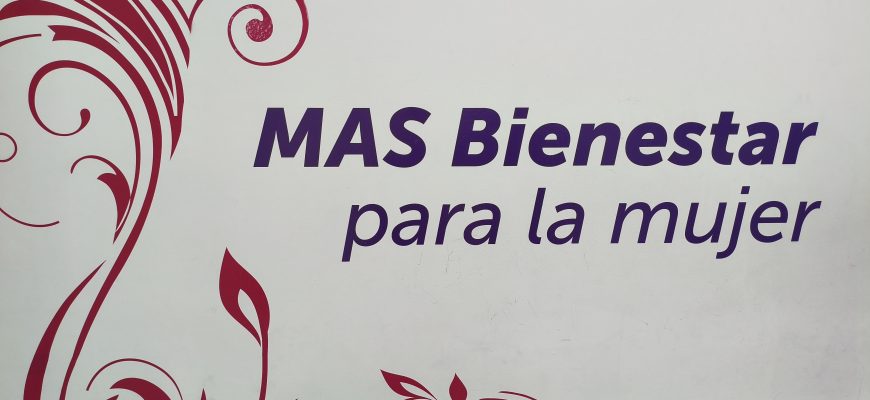 MAS Bienestar
para la mujer